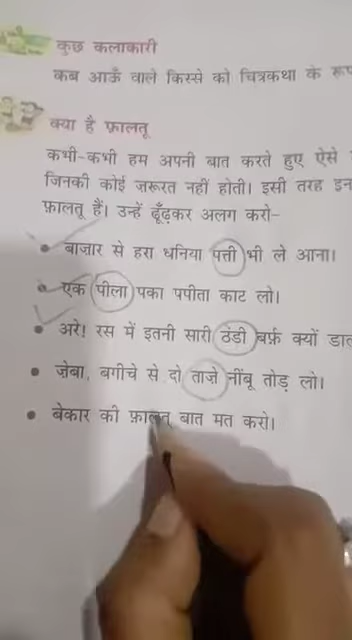 कुछ कलाकारी
कब आऊँ वाले किस्से को चित्रकथा के रूप
क्या है फ़ालतू
कभी-कभी हम अपनी बात करते हुए ऐसे
जिनकी कोई ज़रूरत नहीं होती। इसी तरह इन
फ़ालतू हैं। उन्हें ढूँढ़कर अलग करो–
• बाज़ार से हरा धनिया पत्ती भी ले आना।
• एक पीला पका पपीता काट लो।
• अरे! रस में इतनी सारी ठंडी बर्फ़ क्यों डाल
• ज़ेबा, बगीचे से दो ताज़े नींबू तोड़ लो।
• बेकार की फ़ालतू बात मत करो।